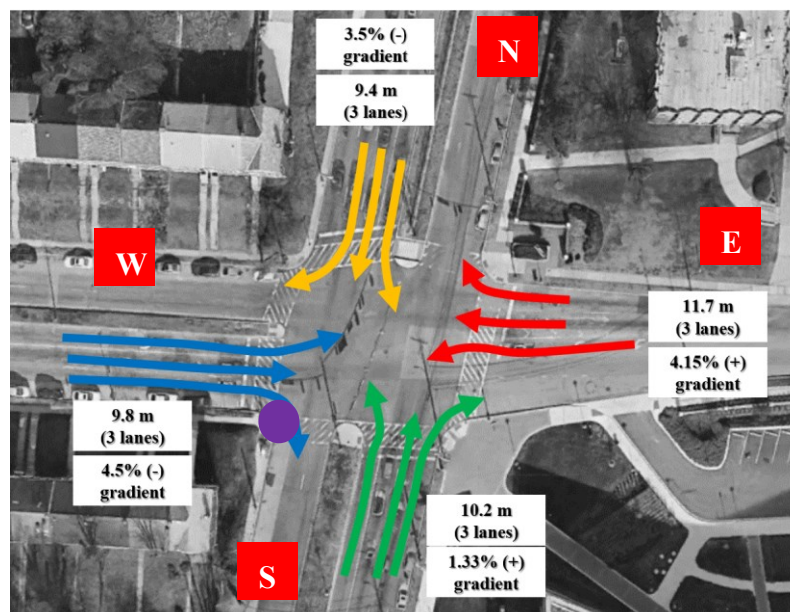 3.5% (-)
gradient
9.4 m
(3 lanes)
N
E
W
11.7 m
(3 lanes)
4.15% (+)
gradient
9.8 m
(3 lanes)
4.5% (-)
gradient
10.2 m
(3 lanes)
1.33% (+)
gradient
S